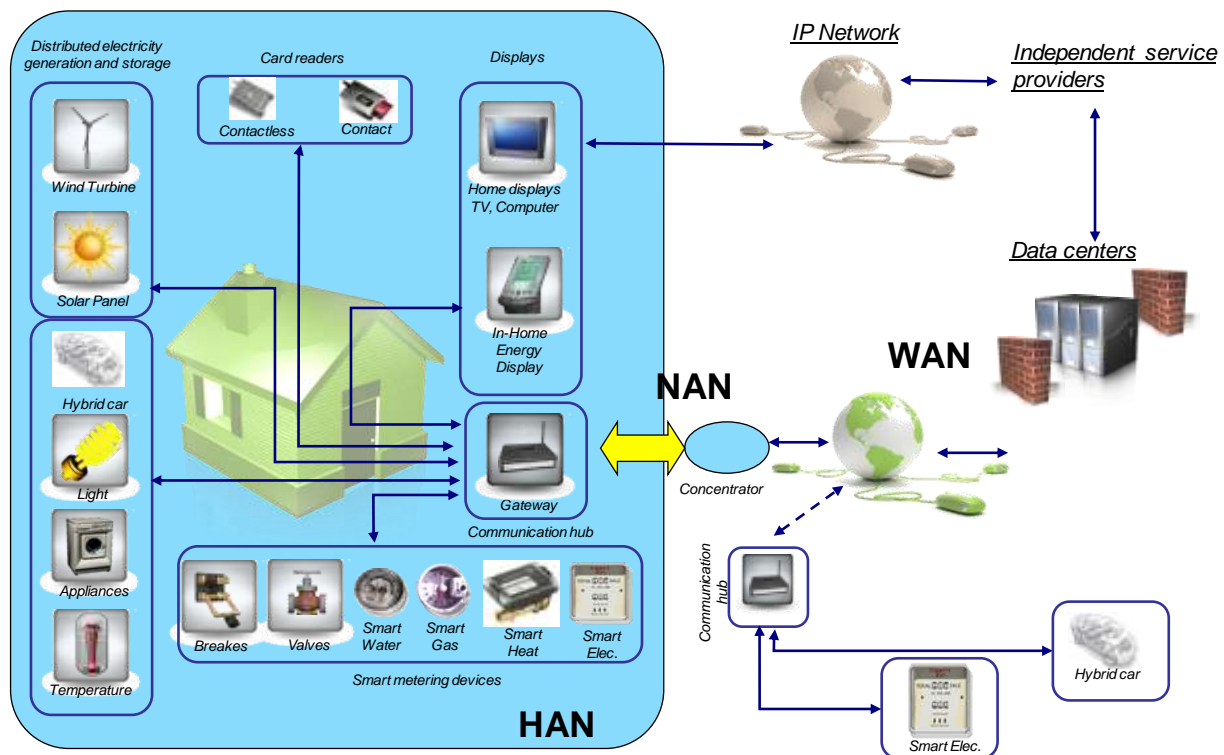 Distributed electricity
generation and storage
Wind Turbine
Solar Panel
Card readers
Contactless
Contact
Displays
Home displays
TV, Computer
In-Home
Energy
Display
Hybrid car
Light
Appliances
Temperature
Gateway
Communication hub
Breakes
Valves
Smart
Water
Smart
Gas
Smart
Heat
Smart
Elec.
Smart metering devices
HAN
IP Network
Independent service
providers
Data centers
WAN
NAN
Concentrator
Communication
hub
Hybrid car
Smart Elec.